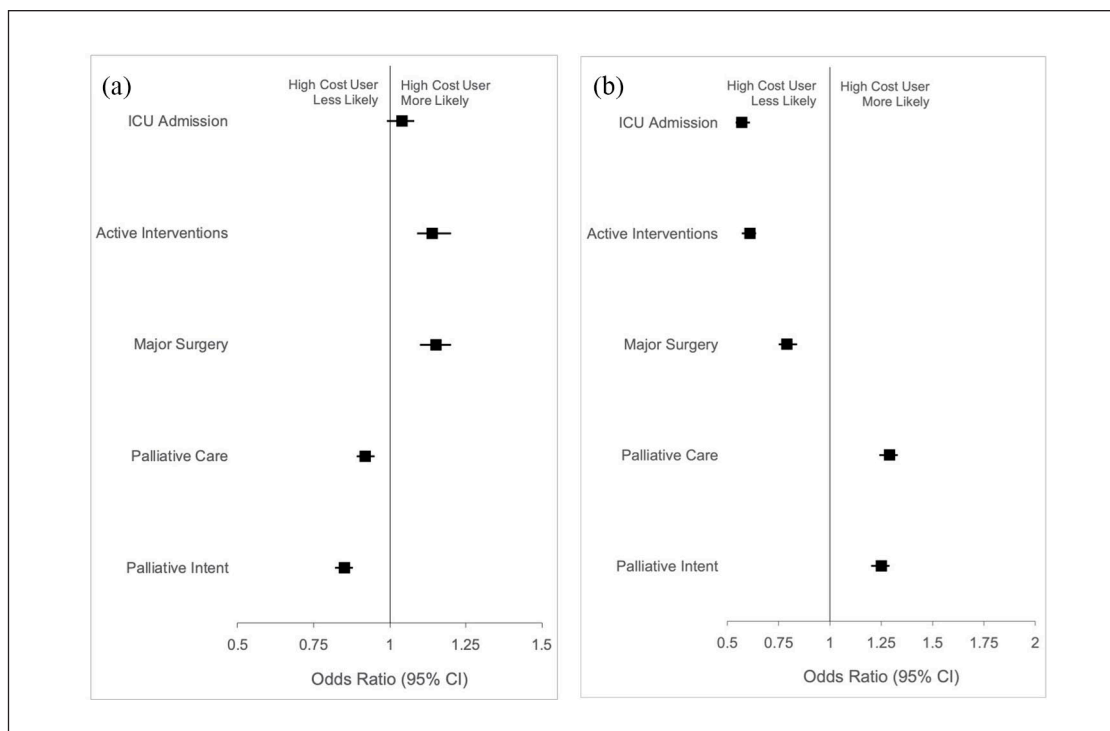 (a)
High Cost User
Less Likely
High Cost User
More Likely
ICU Admission
Active Interventions
Major Surgery
Palliative Care
Palliative Intent
0.5 0.75 1 1.25 1.5
Odds Ratio (95% CI)
(b)
High Cost User
Less Likely
High Cost User
More Likely
ICU Admission
Active Interventions
Major Surgery
Palliative Care
Palliative Intent
0.5 0.75 1 1.25 1.5 1.75 2
Odds Ratio (95% CI)